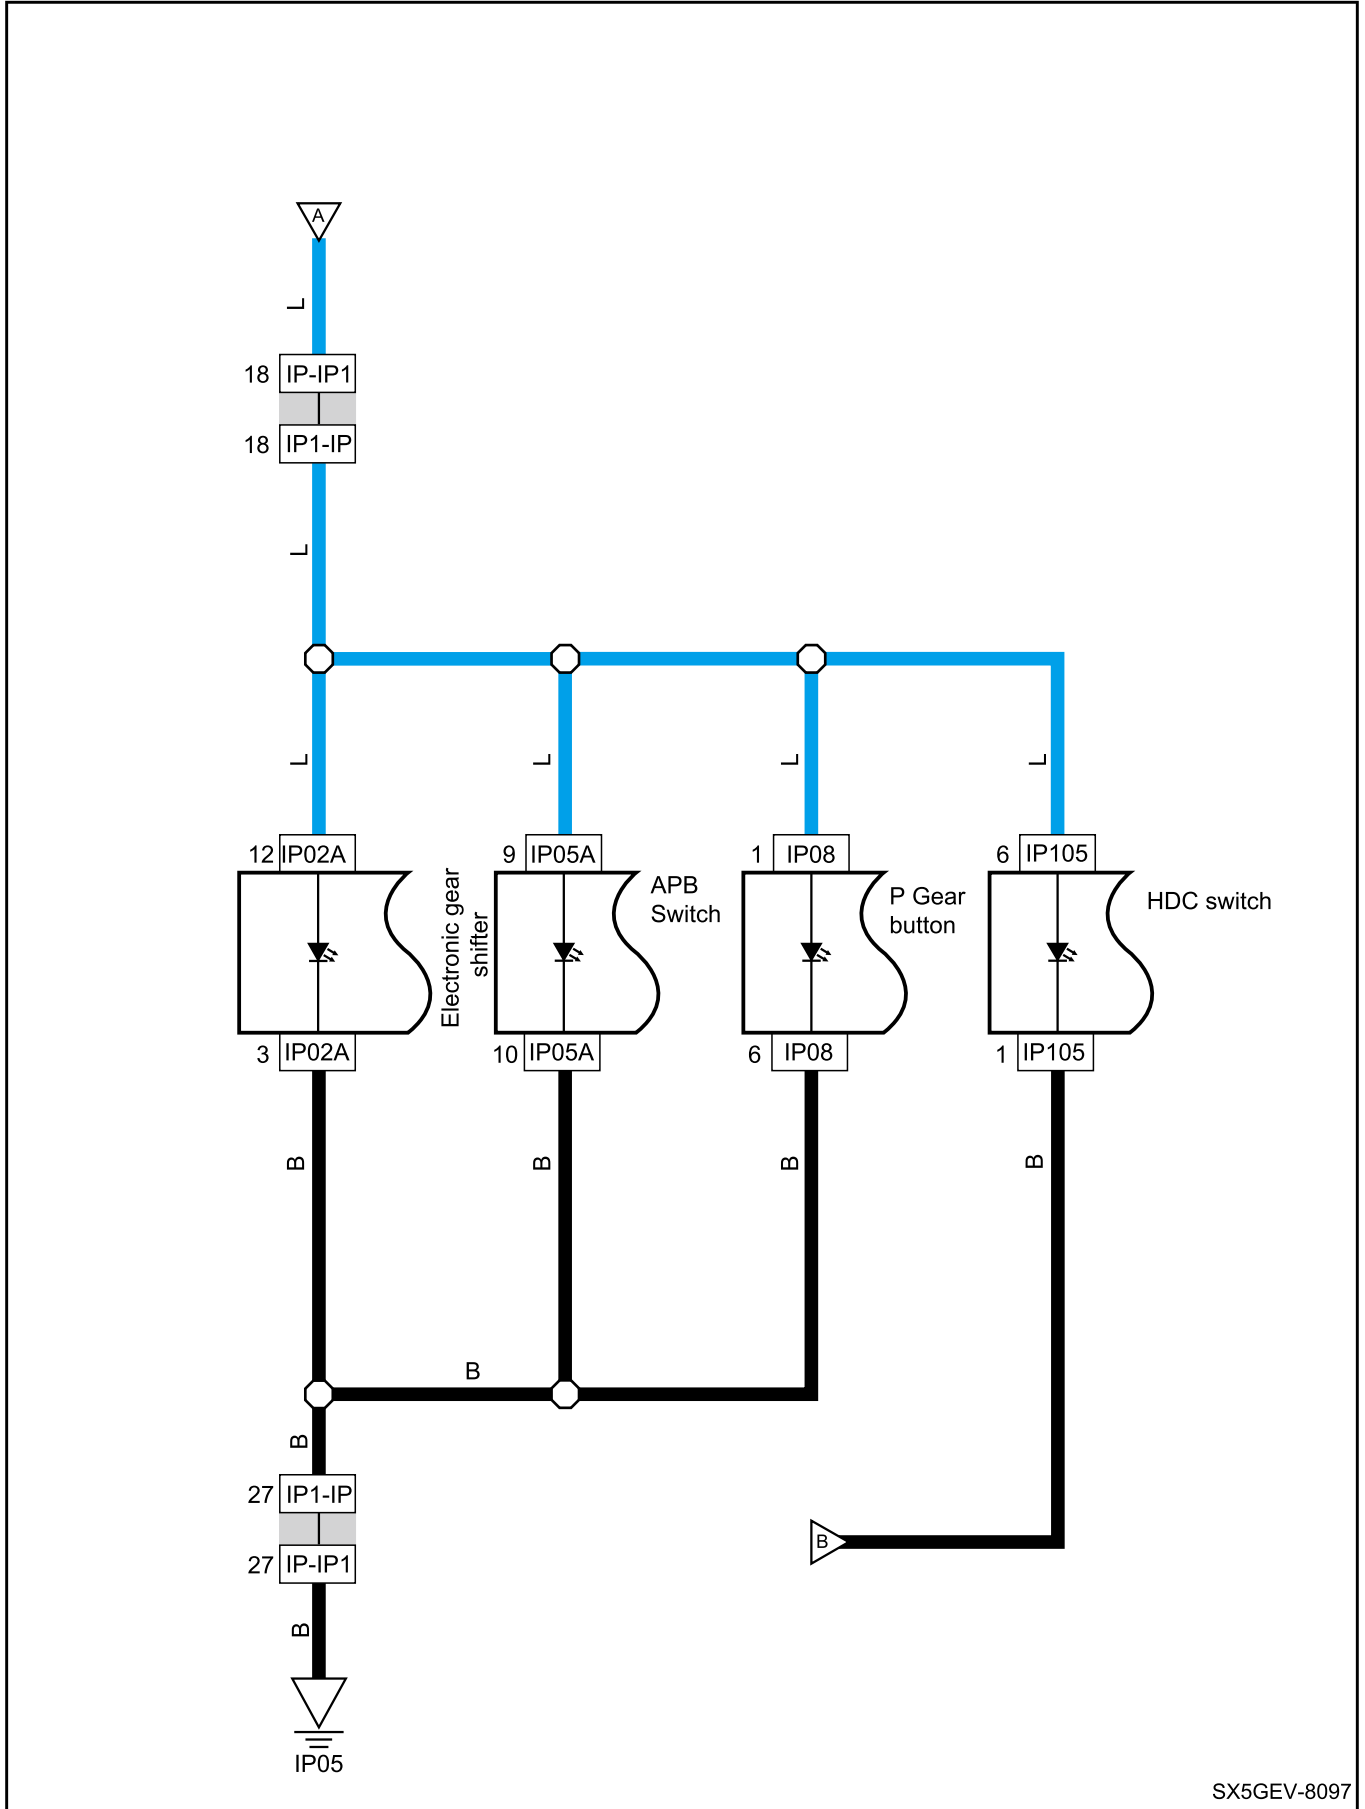 A
L
18 IP-IP1
18 IP1-IP
L
L L L L
12 IP02A 9 IP05A 1 IP08 6 IP105
Electronic gear
shifter
APB
Switch
P Gear
button
HDC switch
3 IP02A 10 IP05A 6 IP08 1 IP105
B B B B
B
B
27 IP1-IP
B
27 IP-IP1
B
IP05
SX5GEV-8097